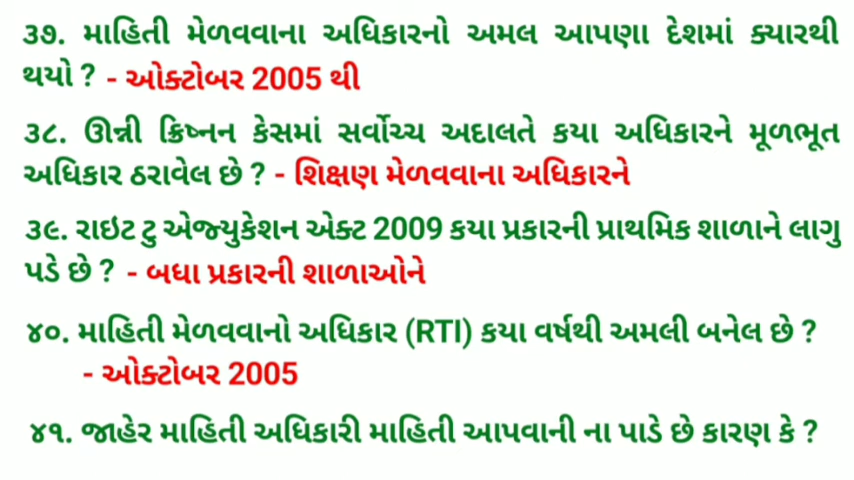 ૩૭. માહિતી મેળવવાના અધિકારનો અમલ આપણા દેશમાં ક્યારથી
થયો ? - ઓક્ટોબર 2005 થી
૩૮. ઊન્ની ક્રિષ્નન કેસમાં સર્વોચ્ચ અદાલતે કયા અધિકારને મૂળભૂત
અધિકાર ઠરાવેલ છે ? - શિક્ષણ મેળવવાના અધિકારને
૩૯. રાઇટ ટુ એજ્યુકેશન એક્ટ 2009 કયા પ્રકારની પ્રાથમિક શાળાને લાગુ
પડે છે ? - બધા પ્રકારની શાળાઓને
૪૦. માહિતી મેળવવાનો અધિકાર (RTI) કયા વર્ષથી અમલી બનેલ છે ?
- ઓક્ટોબર 2005
૪૧. જાહેર માહિતી અધિકારી માહિતી આપવાની ના પાડે છે કારણ કે ?